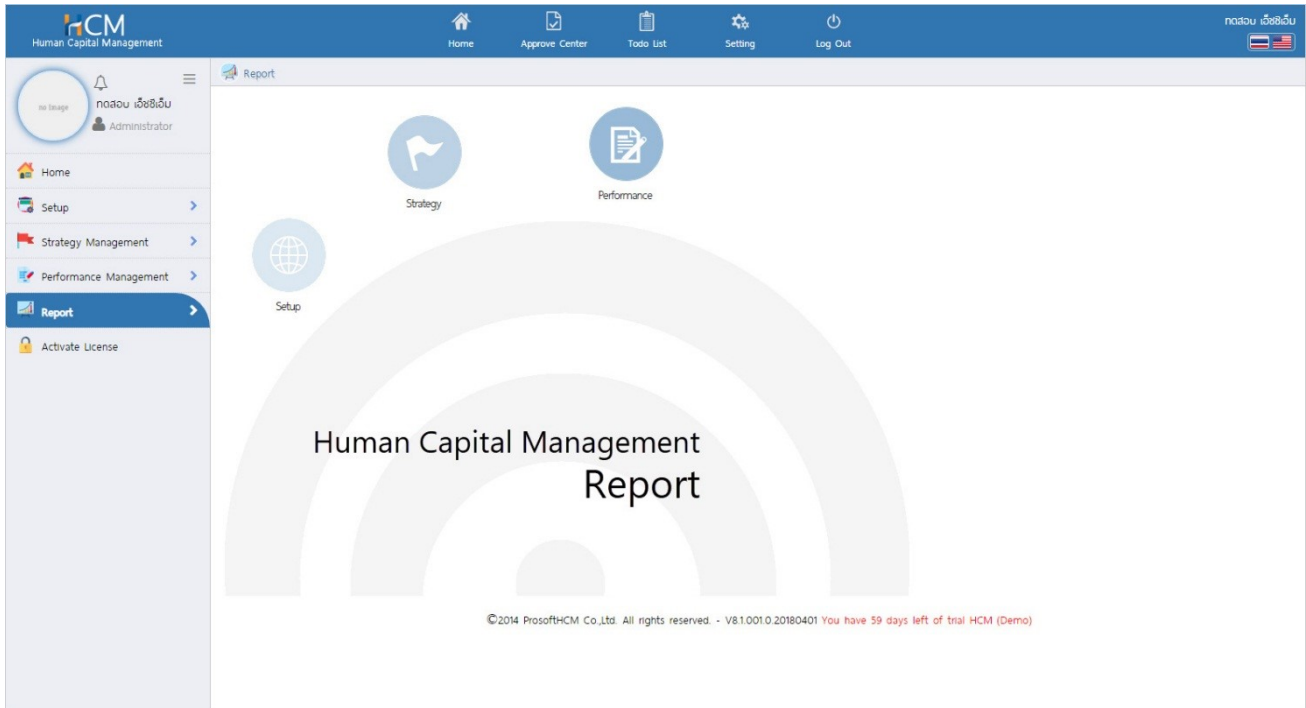 HCM
Human Capital Management
Home
Approve Center
Todo List
Setting
Log Out
ทดสอบ เอ็ชซีเอ็ม
no image
ทดสอบ เอ็ชซีเอ็ม
Administrator
Home
Setup
Strategy Management
Performance Management
Report
Activate License
Report
Strategy
Performance
Setup
Human Capital Management
Report
©2014 ProsoftHCM Co.,Ltd. All rights reserved. - V8.1.001.0.20180401 You have 59 days left of trial HCM (Demo)